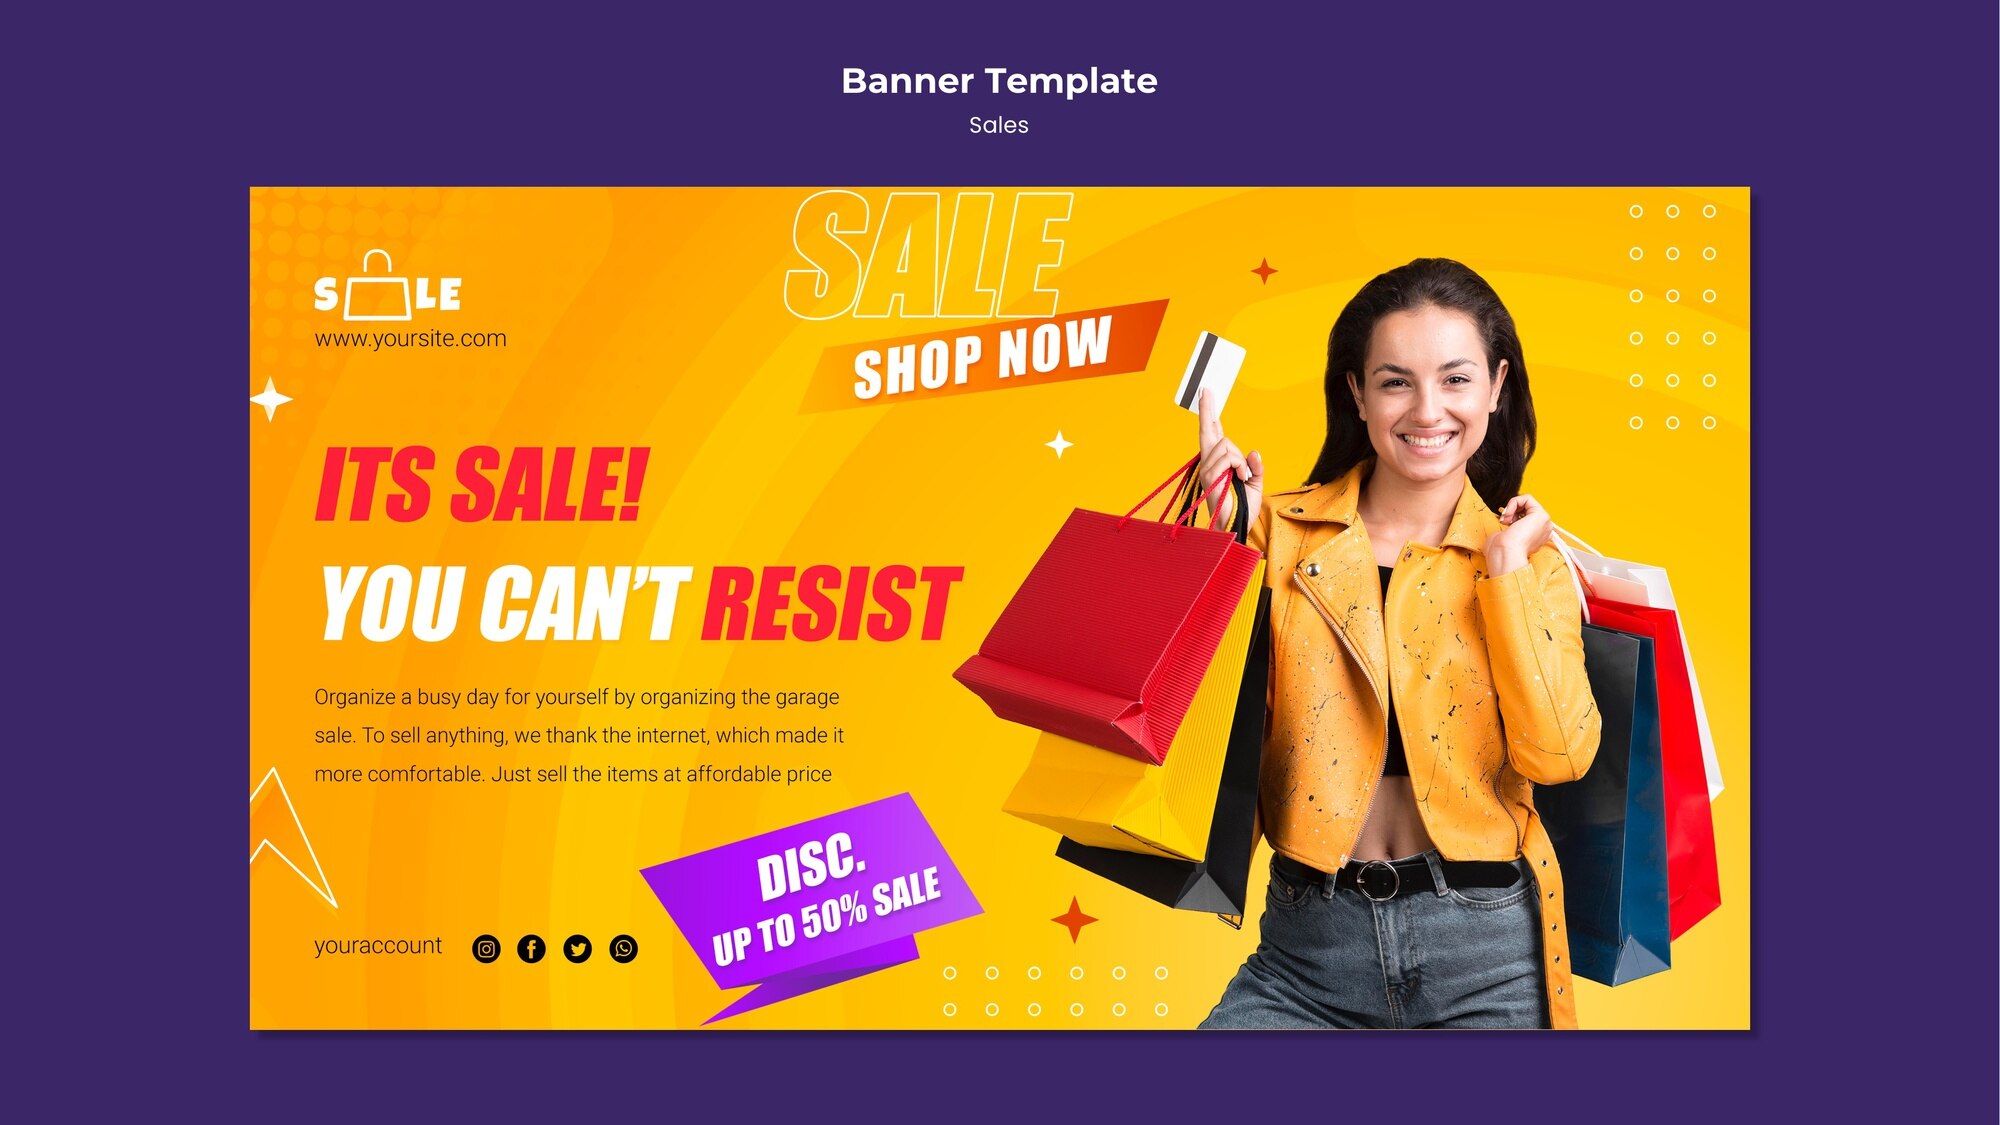 Banner Template
Sales
SALE
SHOP NOW
S LE
www.yoursite.com
ITS SALE!
YOU CAN'T RESIST
Organize a busy day for yourself by organizing the garage
sale. To sell anything, we thank the internet, which made it
more comfortable. Just sell the items at affordable price
DISC.
UP TO 50% SALE
youraccount